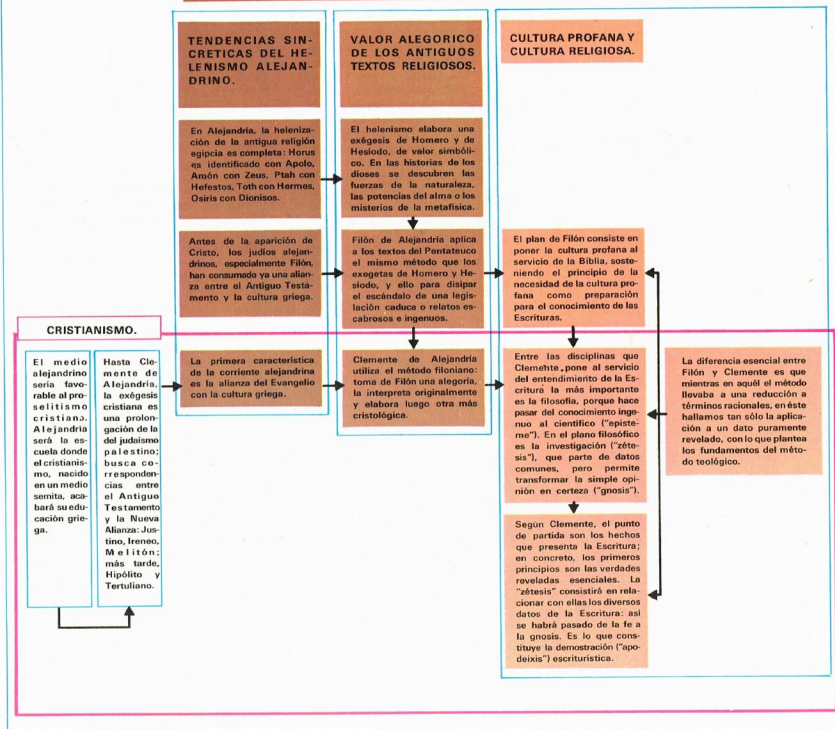 TENDENCIAS SIN-
CRETICAS DEL HE-
LENISMO ALEJAN-
DRINO.
VALOR ALEGORICO
DE LOS ANTIGUOS
TEXTOS RELIGIOSOS.
CULTURA PROFANA Y
CULTURA RELIGIOSA.
En Alejandría, la heleniza-
ción de la antigua religión
egipcia es completa: Horus
es identificado con Apolo,
Amón con Zeus, Ptah con
Hefestos, Toth con Hermes,
Osiris con Dionisos.
El helenismo elabora una
exégesis de Homero y de
Hesíodo, de valor simbóli-
co. En las historias de los
dioses se descubren las
fuerzas de la naturaleza,
las potencias del alma o los
misterios de la metafísica.
Antes de la aparición de
Cristo, los judíos alejan-
drinos, especialmente Filón,
han consumado ya una alian-
za entre el Antiguo Testa-
mento y la cultura griega.
Filón de Alejandría aplica
a los textos del Pentateuco
el mismo método que los
exegetas de Homero y He-
síodo, y ello para disipar
el escándalo de una legis-
lación caduca o relatos es-
cabrosos e ingenuos.
El plan de Filón consiste en
poner la cultura profana al
servicio de la Biblia, soste-
niendo el principio de la
necesidad de la cultura pro-
fana como preparación
para el conocimiento de las
Escrituras.
CRISTIANISMO.
El medio
alejandrino
sería favo-
rable al pro-
selitismo
cristiano.
Alejandría
será la es-
cuela donde
el cristianis-
mo, nacido
en un medio
semita, aca-
bará su edu-
cación grie-
ga.
Hasta Cle-
mente de
Alejandría,
la exégesis
cristiana es
una prolon-
gación de la
del judaísmo
palestino;
busca co-
rresponden-
cias entre
el Antiguo
Testamento
y la Nueva
Alianza: Jus-
tino, Ireneo,
Melitón;
más tarde,
Hipólito y
Tertuliano.
La primera característica
de la corriente alejandrina
es la alianza del Evangelio
con la cultura griega.
Clemente de Alejandría
utiliza el método filoniano:
toma de Filón una alegoría,
la interpreta originalmente
y elabora luego otra más
cristológica.
Entre las disciplinas que
Clemente pone al servicio
del entendimiento de la Es-
critura la más importante
es la filosofía, porque hace
pasar del conocimiento inge-
nuo al científico ("episte-
me"). En el plano filosófico
es la investigación ("zéte-
sis"), que parte de datos
comunes, pero permite
transformar la simple opi-
nión en certeza ("gnosis").
La diferencia esencial entre
Filón y Clemente es que
mientras en aquél el método
llevaba a una reducción a
términos racionales, en éste
hallamos tan sólo la aplica-
ción a un dato puramente
revelado, con lo que plantea
los fundamentos del méto-
do teológico.
Según Clemente, el punto
de partida son los hechos
que presenta la Escritura;
en concreto, los primeros
principios son las verdades
reveladas esenciales. La
"zétesis" consistirá en rela-
cionar con ellas los diversos
datos de la Escritura: así
se habrá pasado de la fe a
la gnosis. Es lo que cons-
tituye la demostración ("apo-
deixis") escriturística.